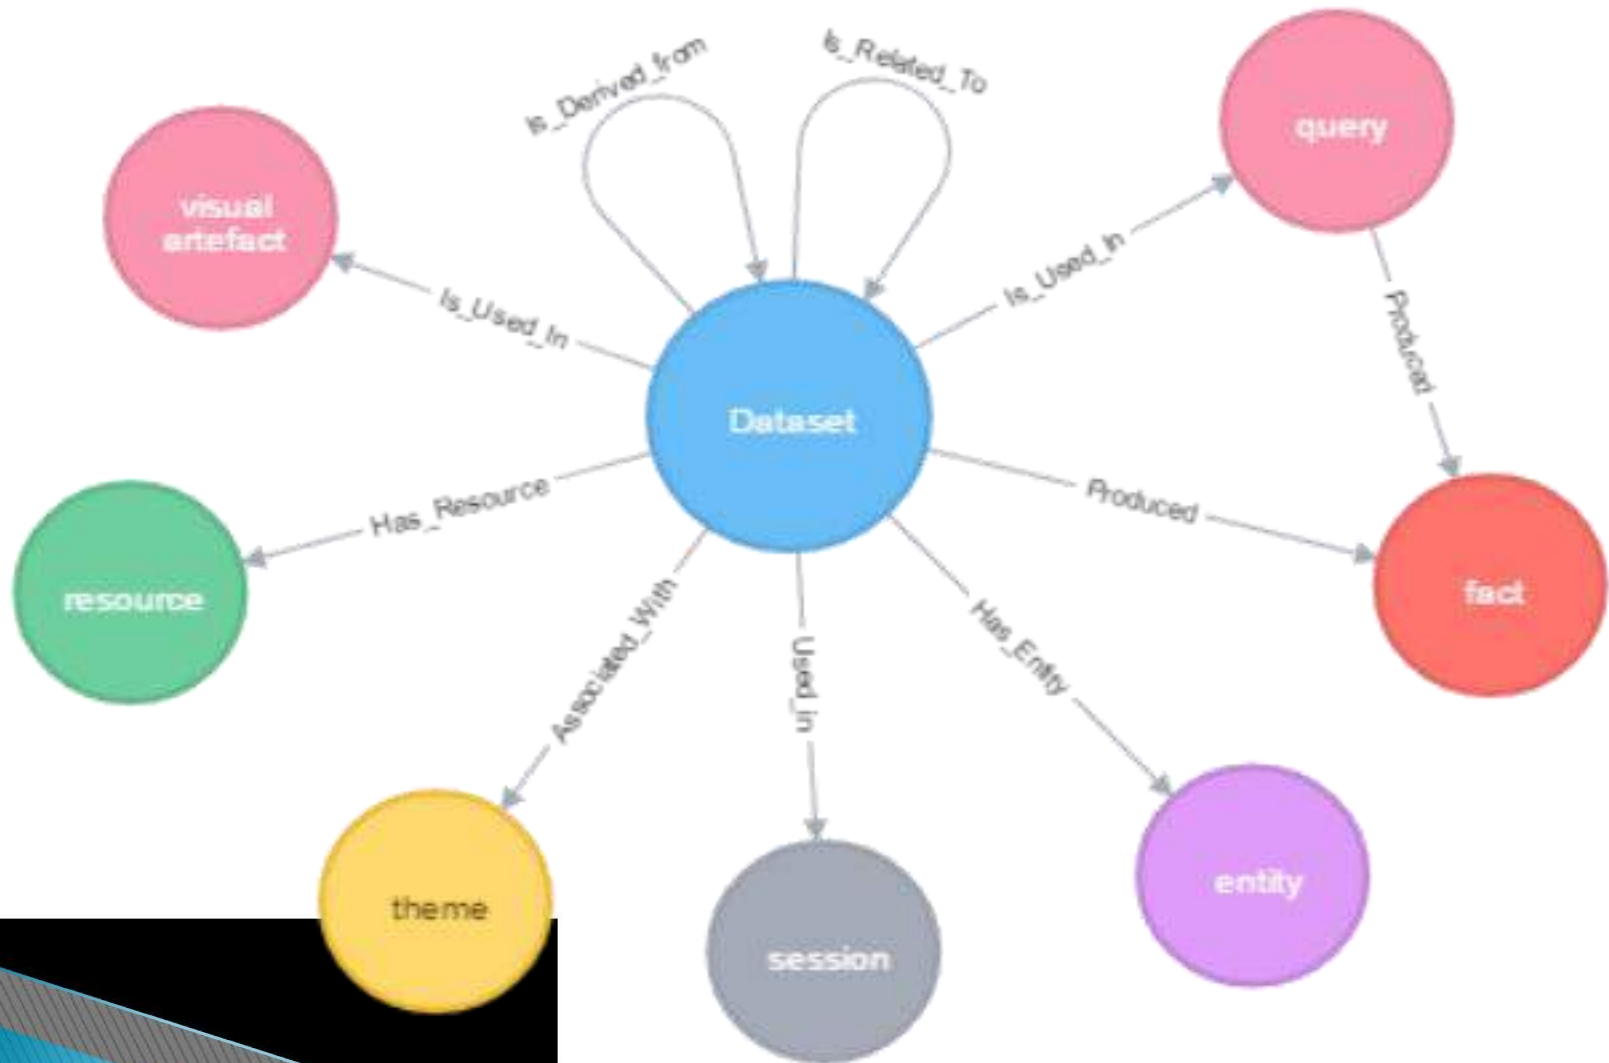 Is_Derived_from
Is_Related_To
query
visual
artefact
Is_Used_In
Is_Used_In
Produced
Dataset
Has_Resource
Produced
resource
fact
Associated_With
Used_in
Has_Entity
theme
session
entity